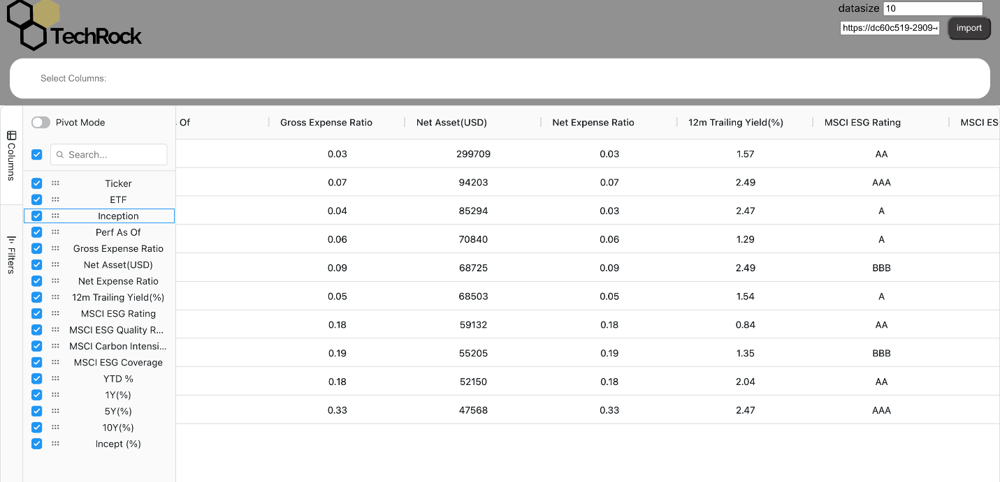 datasize 10
TechRock
https://dc60c519-2909-4 import
Select Columns:
Columns
Filters
Pivot Mode
Search...
Ticker
ETF
Inception
Perf As Of
Gross Expense Ratio
Net Asset(USD)
Net Expense Ratio
12m Trailing Yield(%)
MSCI ESG Rating
MSCI ESG Quality R...
MSCI Carbon Intensi...
MSCI ESG Coverage
YTD %
1Y(%)
5Y(%)
10Y(%)
Incept (%)
Of Gross Expense Ratio Net Asset(USD) Net Expense Ratio 12m Trailing Yield(%) MSCI ESG Rating MSCI ES
0.03 299709 0.03 1.57 AA
0.07 94203 0.07 2.49 AAA
0.04 85294 0.03 2.47 A
0.06 70840 0.06 1.29 A
0.09 68725 0.09 2.49 BBB
0.05 68503 0.05 1.54 A
0.18 59132 0.18 0.84 AA
0.19 55205 0.19 1.35 BBB
0.18 52150 0.18 2.04 AA
0.33 47568 0.33 2.47 AAA